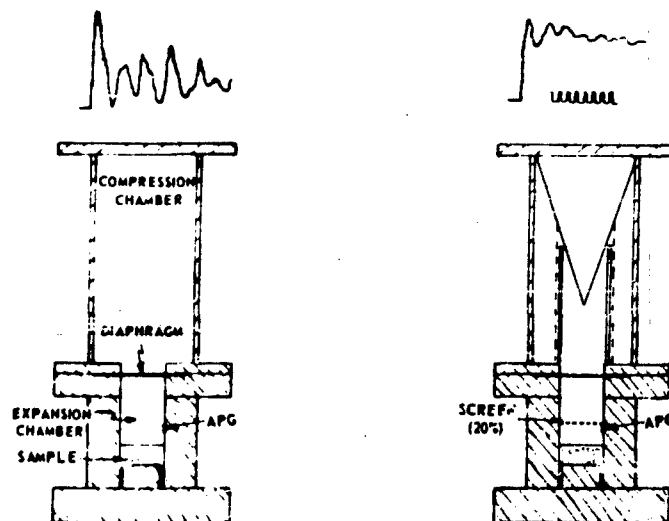 COMPRESSION
CHAMBER
DIAPHRAGM
EXPANSION
CHAMBER
APG
SAMPLE
SCREEN
(20%)
APG